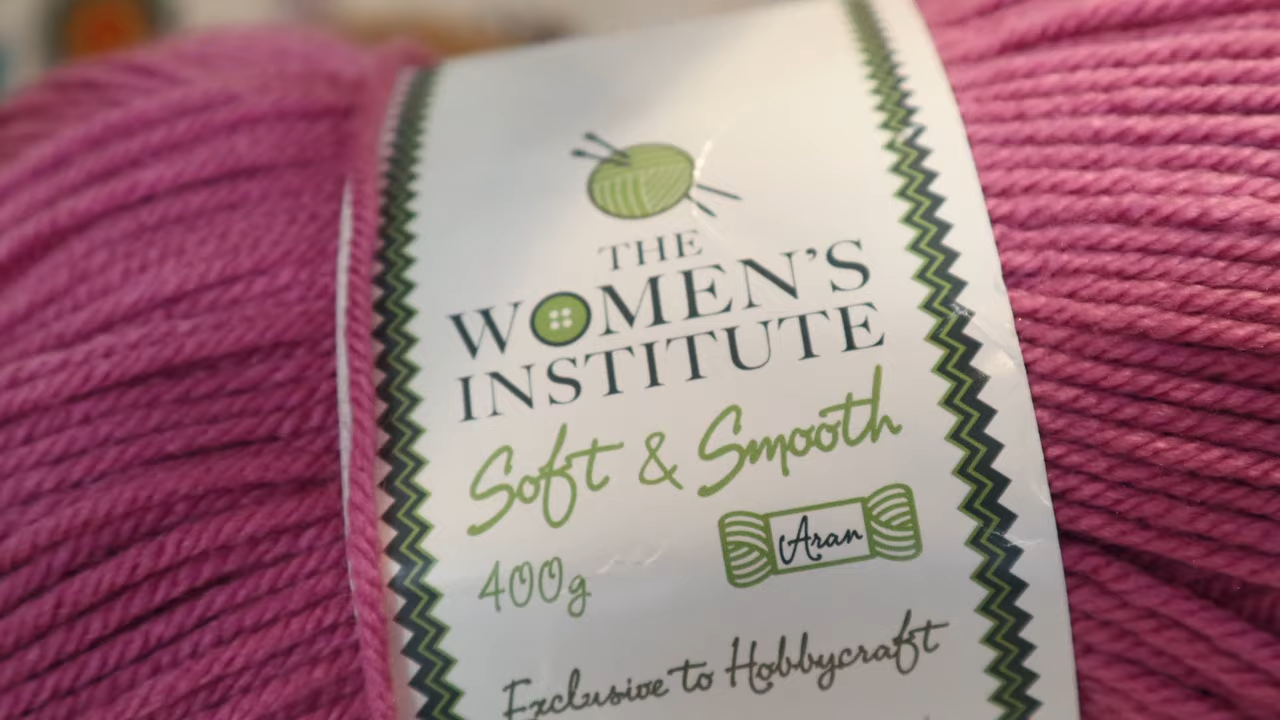 THE
WOMEN'S
INSTITUTE
Soft & Smooth
400g
Aran
Exclusive to Hobbycraft